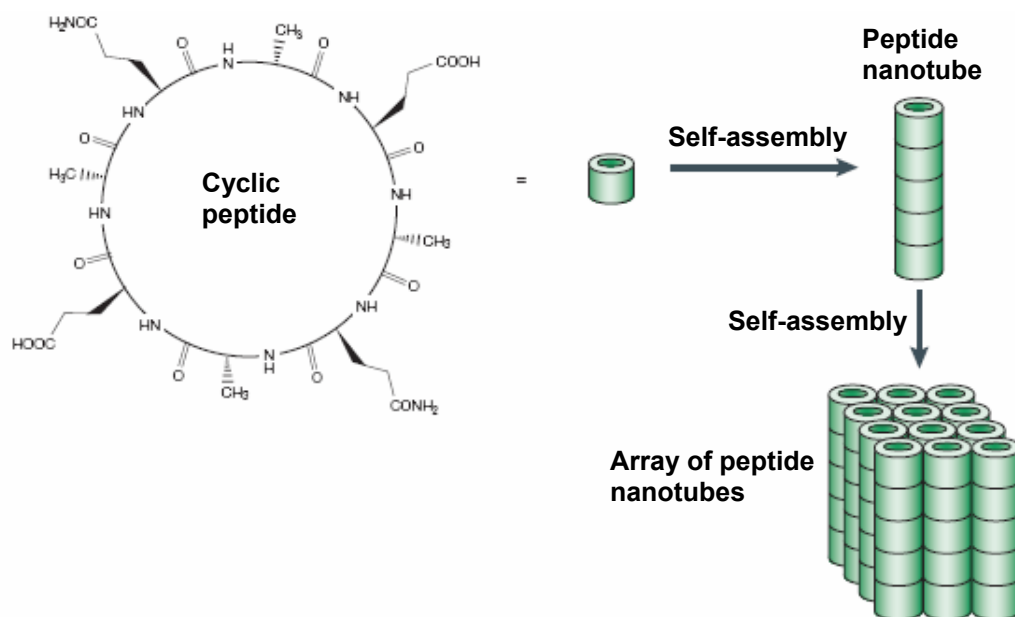 H₂NOC
O
H
N
CH₃
O
COOH
NH
HN
O
O
H₃C
Cyclic
peptide
HN
NH
CH₃
O
O
HN
NH
HOOC
O
N
H
O
CH₃
CONH₂
=
Self-assembly
Peptide
nanotube
Self-assembly
Array of peptide
nanotubes